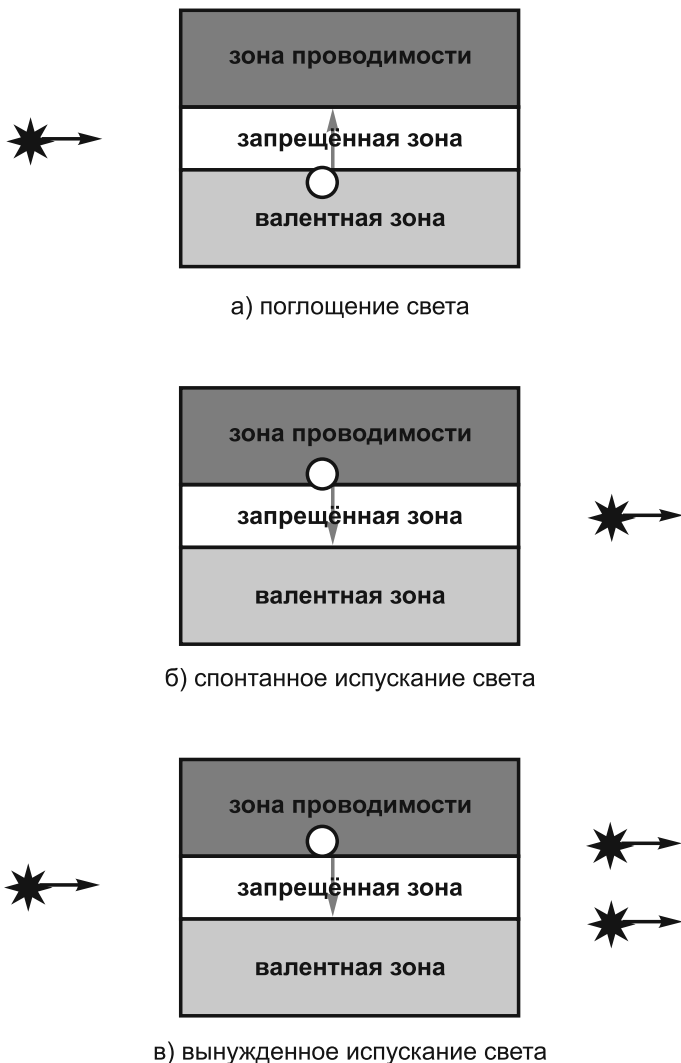 зона проводимости
запрещённая зона
валентная зона
а) поглощение света
зона проводимости
запрещённая зона
валентная зона
б) спонтанное испускание света
зона проводимости
запрещённая зона
валентная зона
в) вынужденное испускание света